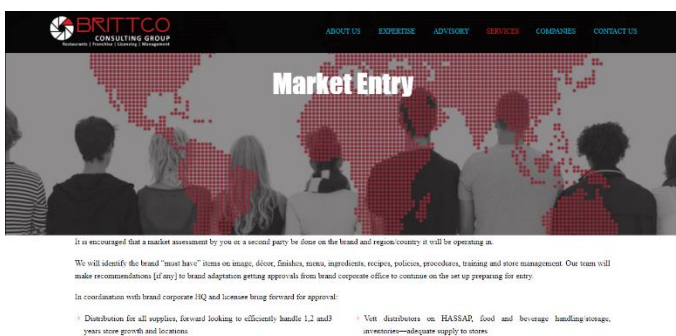 BRITTCO
CONSULTING GROUP
Restaurants | Franchise | Licensing | Management
ABOUT US EXPERTISE ADVISORY SERVICES COMPANIES CONTACT US
Market Entry
It is encouraged that a market assessment by you or a second party be done on the brand and region/country it will be operating in.
We will identify the brand "must have" items on image, décor, finishes, menu, ingredients, recipes, policies, procedures, training and store management. Our team will
make recommendations [if any] to brand adaptation getting approvals from brand corporate office to continue on the set up preparing for entry.
In coordination with brand corporate HQ and licensee bring forward for approval:
Distribution for all supplies, forward looking to efficiently handle 1,2 and3
years store growth and locations
Vett distributors on HASSAP, food and beverage handling/storage,
inventories—adequate supply to stores